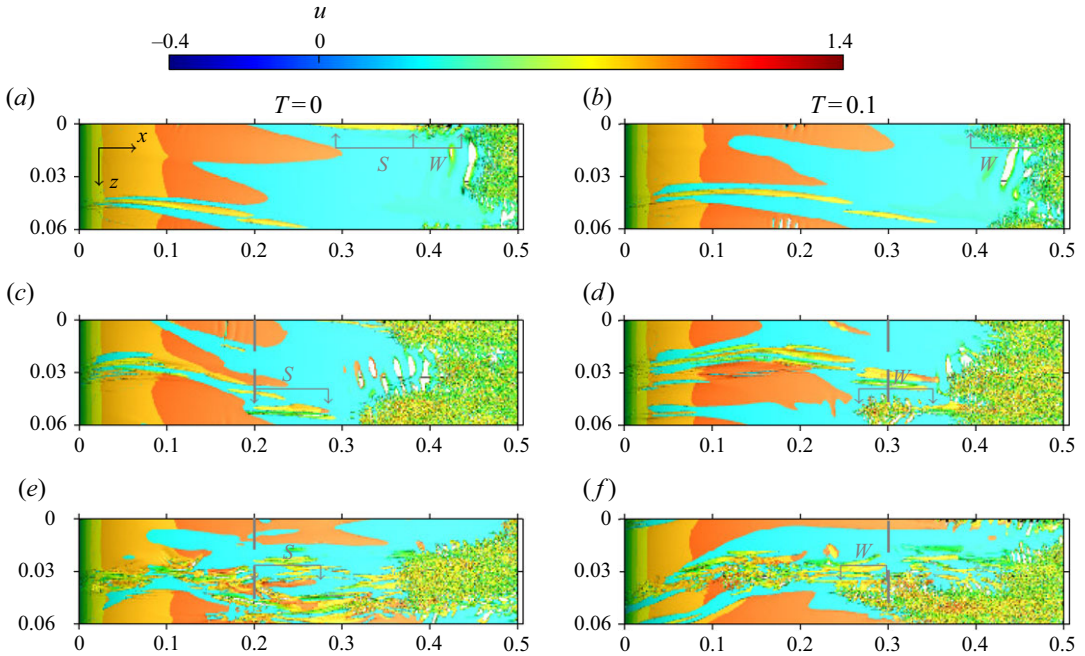 u
–0.4 0 1.4
(a) T = 0 (b) T = 0.1
0 x S W 0 W
0.03 z 0.03
0.06 0.06
0 0.1 0.2 0.3 0.4 0.5 0 0.1 0.2 0.3 0.4 0.5
(c) (d)
0 0
0.03 S 0.03 W
0.06 0.06
0 0.1 0.2 0.3 0.4 0.5 0 0.1 0.2 0.3 0.4 0.5
(e) (f)
0 0
0.03 S 0.03 W
0.06 0.06
0 0.1 0.2 0.3 0.4 0.5 0 0.1 0.2 0.3 0.4 0.5